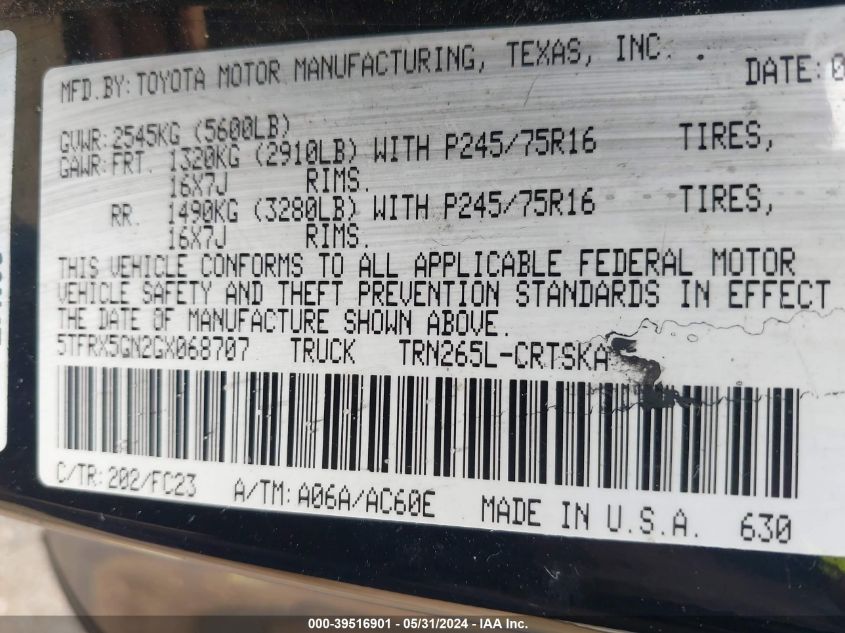 MFD.BY: TOYOTA MOTOR MANUFACTURING, TEXAS, INC.
DATE: 0
GVWR: 2545KG (5600LB)
GAWR: FRT. 1320KG (2910LB) WITH P245/75R16 TIRES,
16X7J RIMS.
RR. 1490KG (3280LB) WITH P245/75R16 TIRES,
16X7J RIMS.
THIS VEHICLE CONFORMS TO ALL APPLICABLE FEDERAL MOTOR
VEHICLE SAFETY AND THEFT PREVENTION STANDARDS IN EFFECT
THE DATE OF MANUFACTURE SHOWN ABOVE.
5TFRX5GN2GX068707 TRUCK TRN265L-CRTSKA
C/TR: 202/FC23 A/TM: A06A/AC60E MADE IN U.S.A. 630
000-39516901 - 05/31/2024 - IAA Inc.